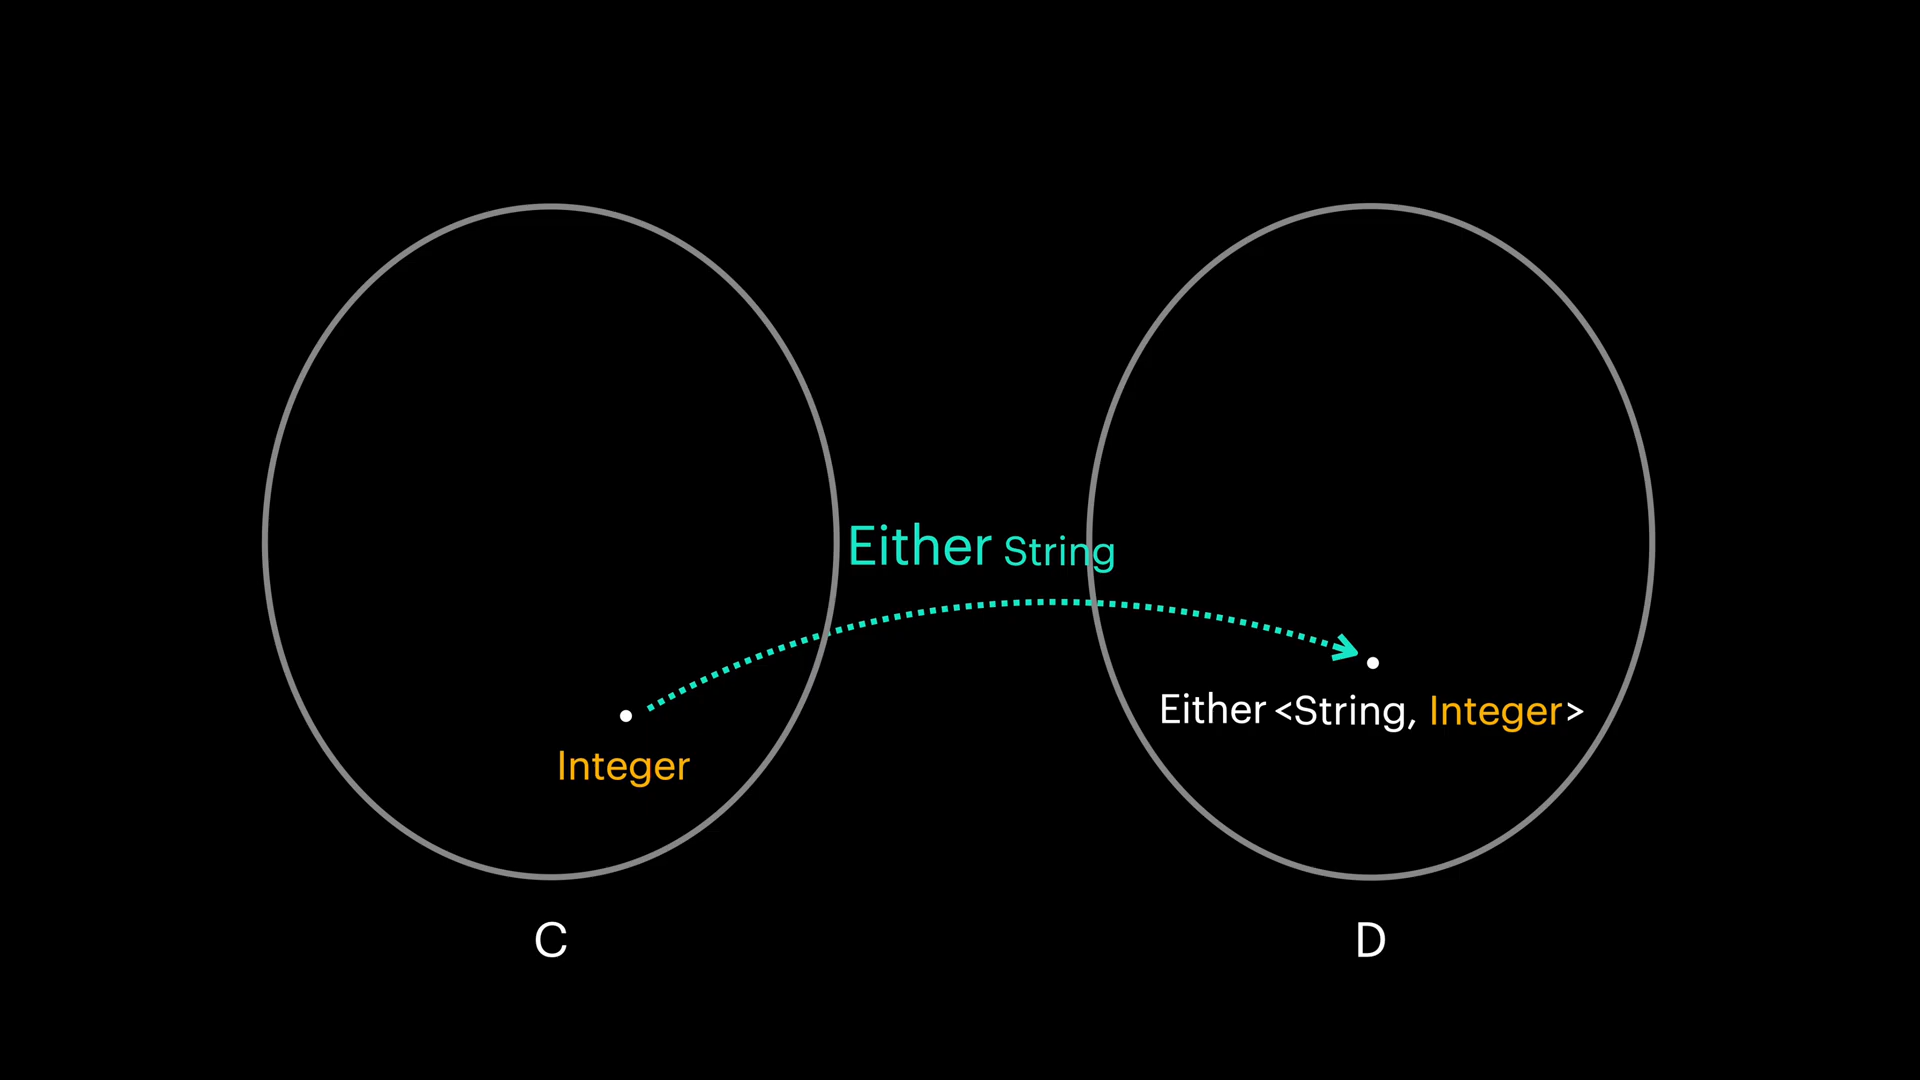 Either String
Either <String, Integer>
Integer
C
D